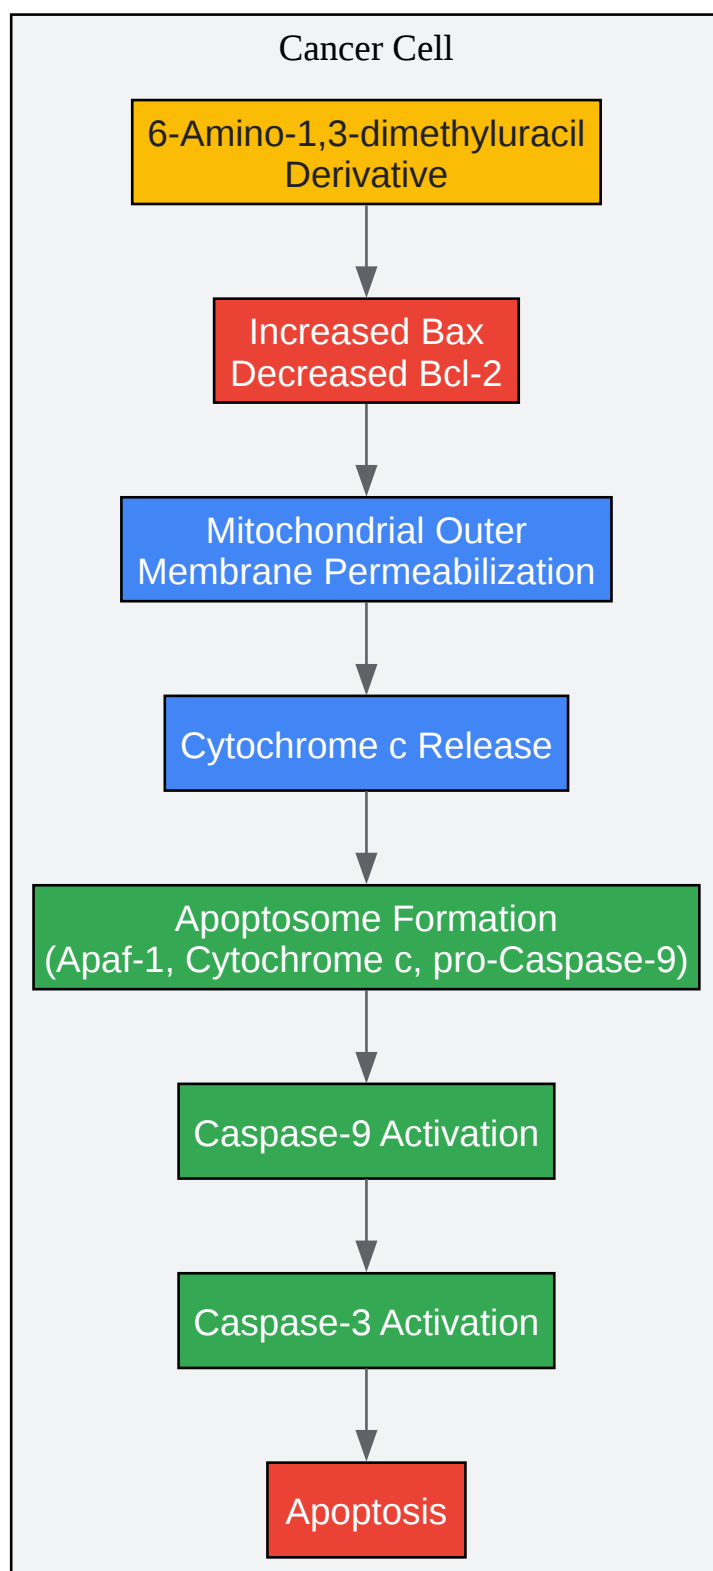 Cancer Cell
6-Amino-1,3-dimethyluracil
Derivative
Increased Bax
Decreased Bcl-2
Mitochondrial Outer
Membrane Permeabilization
Cytochrome c Release
Apoptosome Formation
(Apaf-1, Cytochrome c, pro-Caspase-9)
Caspase-9 Activation
Caspase-3 Activation
Apoptosis